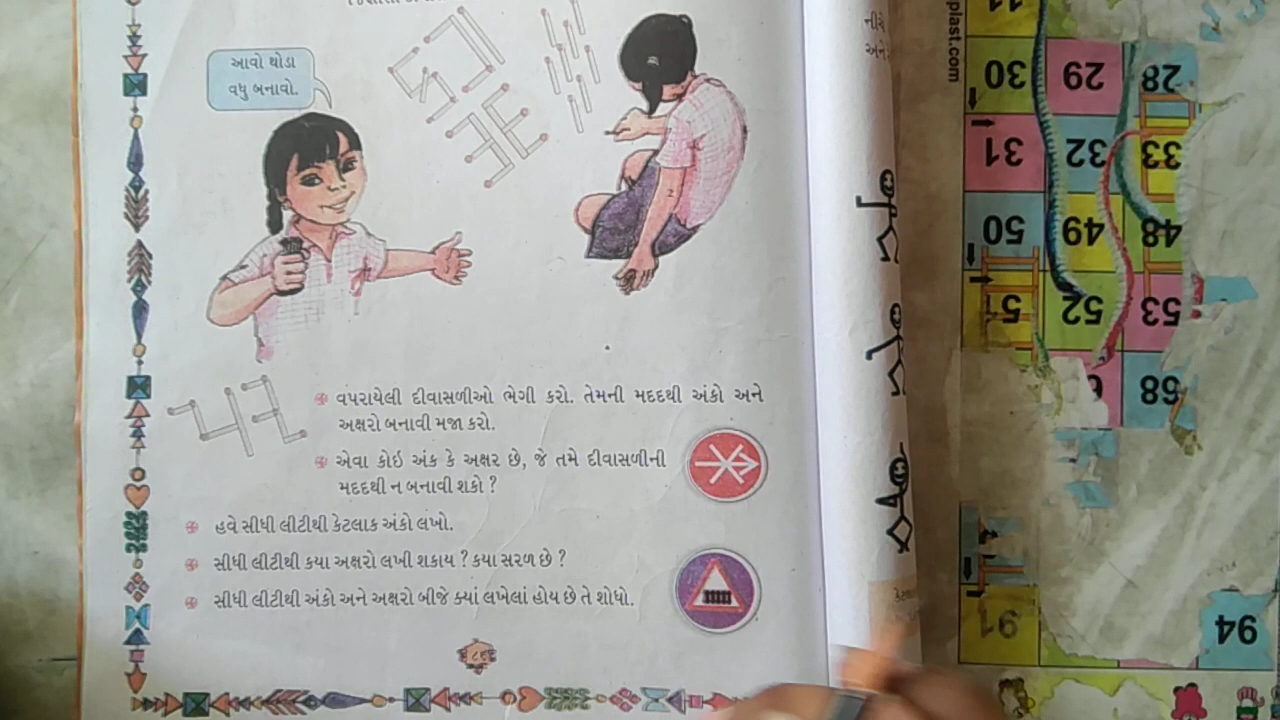 આવો થોડા
વધુ બનાવો.
વપરાયેલી દીવાસળીઓ ભેગી કરો. તેમની મદદથી અંકો અને
અક્ષરો બનાવી મજા કરો.
એવા કોઇ અંક કે અક્ષર છે, જે તમે દીવાસળીની
મદદથી ન બનાવી શકો ?
હવે સીધી લીટીથી કેટલાક અંકો લખો.
સીધી લીટીથી ક્યા અક્ષરો લખી શકાય ? કયા સરળ છે ?
સીધી લીટીથી અંકો અને અક્ષરો બીજે ક્યાં લખેલાં હોય છે તે શોધો.
નીચે
plast.com
11
30 29 28
31 32 33
50 49 48
51 52 53
58
91
94